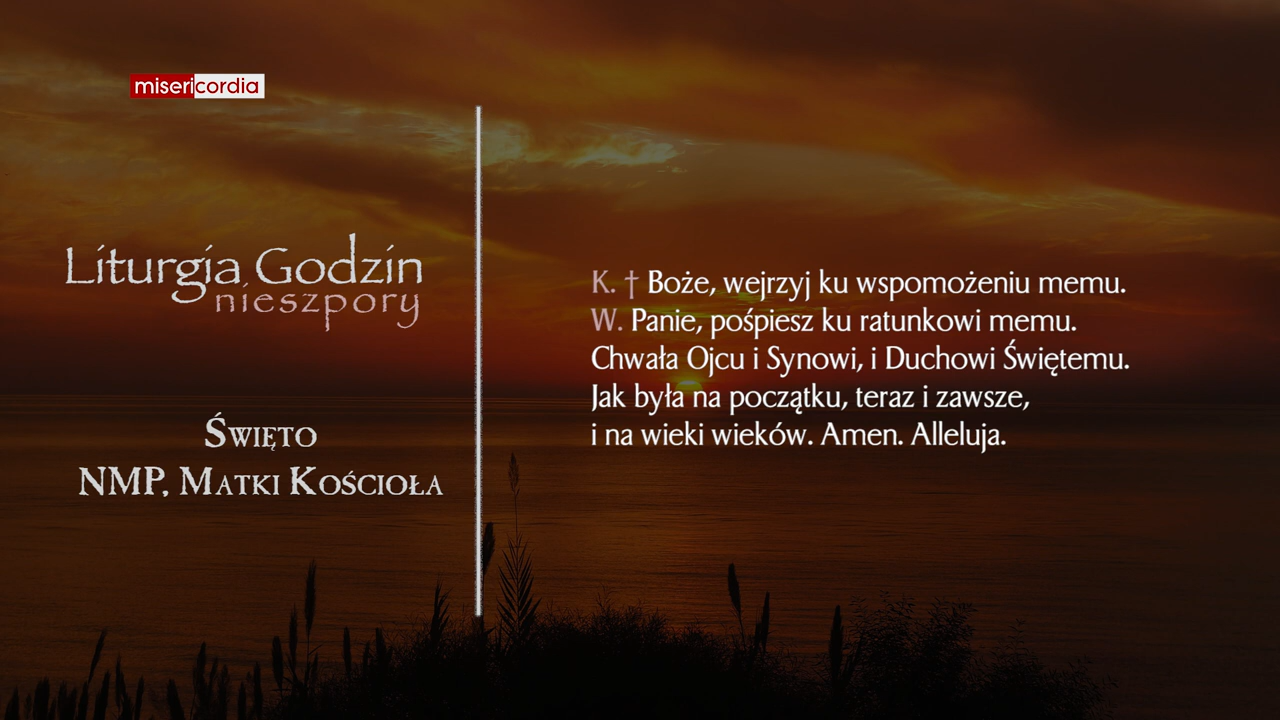 misericordia
Liturgia Godzin
nieszpory
Święto
NMP, Matki Kościoła
K. † Boże, wejrzyj ku wspomożeniu memu.
W. Panie, pośpiesz ku ratunkowi memu.
Chwała Ojcu i Synowi, i Duchowi Świętemu.
Jak była na początku, teraz i zawsze,
i na wieki wieków. Amen. Alleluja.